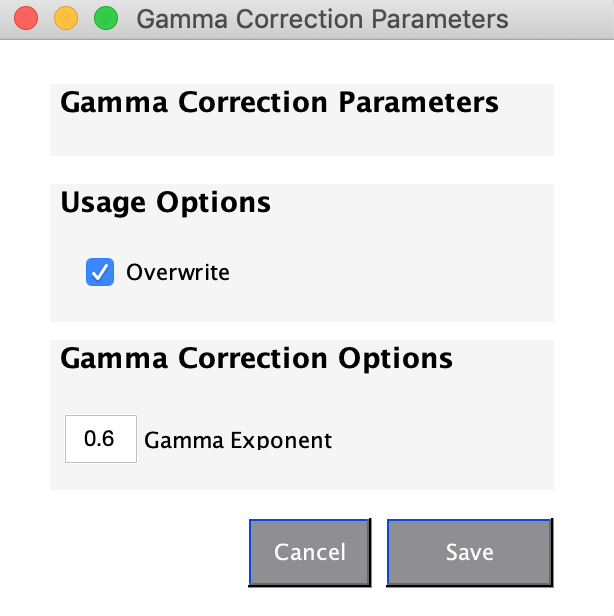 Gamma Correction Parameters
Gamma Correction Parameters
Usage Options
Overwrite
Gamma Correction Options
0.6 Gamma Exponent
Cancel Save